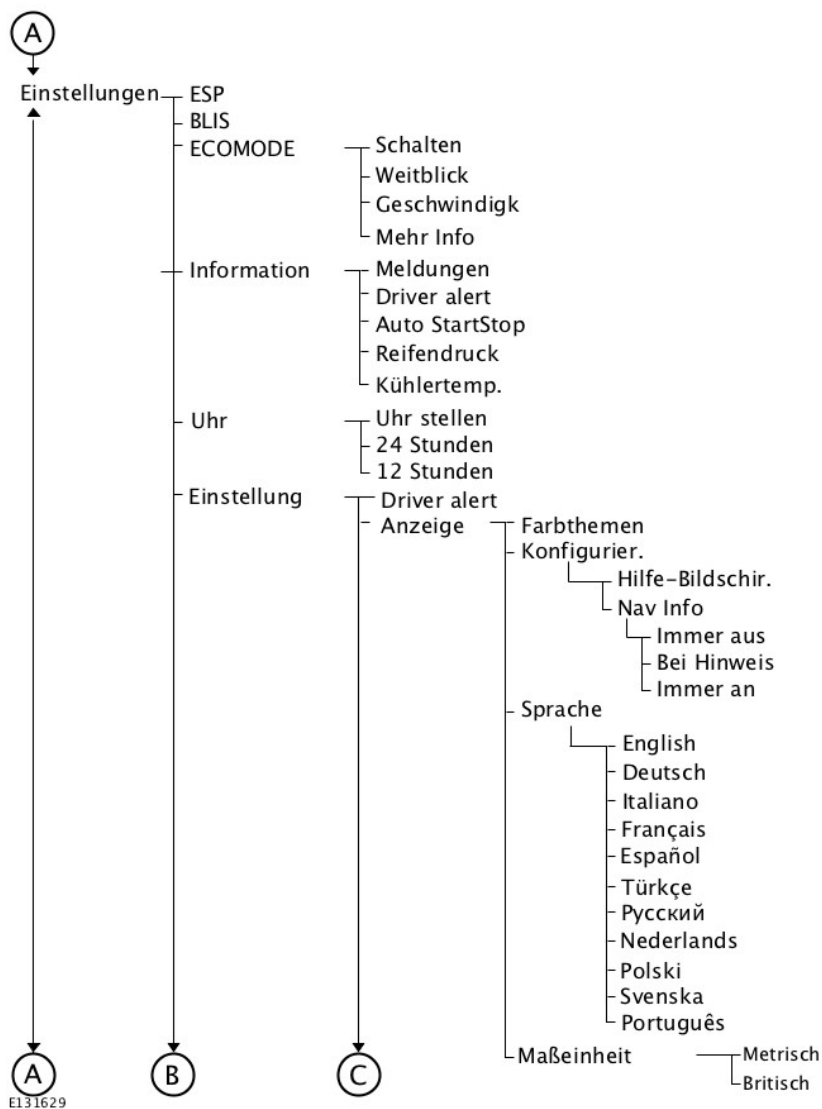 A
Einstellungen
ESP
BLIS
ECOMODE
Schalten
Weitblick
Geschwindigk
Mehr Info
Information
Meldungen
Driver alert
Auto StartStop
Reifendruck
Kühlertemp.
Uhr
Uhr stellen
24 Stunden
12 Stunden
Einstellung
Driver alert
Anzeige
Farbthemen
Konfigurier.
Hilfe-Bildschir.
Nav Info
Immer aus
Bei Hinweis
Immer an
Sprache
English
Deutsch
Italiano
Français
Español
Türkçe
Русский
Nederlands
Polski
Svenska
Português
Maßeinheit
Metrisch
Britisch
A
B
C
E131629